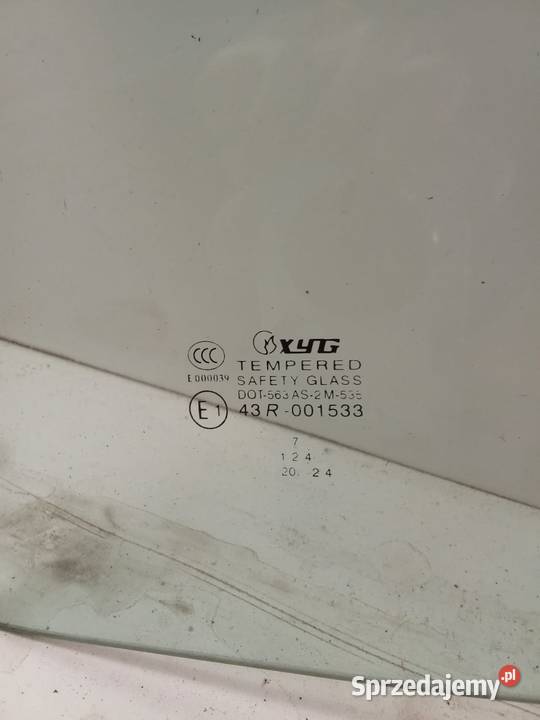 XYG
CCC
TEMPERED
E000039
SAFETY GLASS
DOT-563 AS-2 M-535
E1
43R-001533
7
1 2 4
20 24
Sprzedajemy.pl